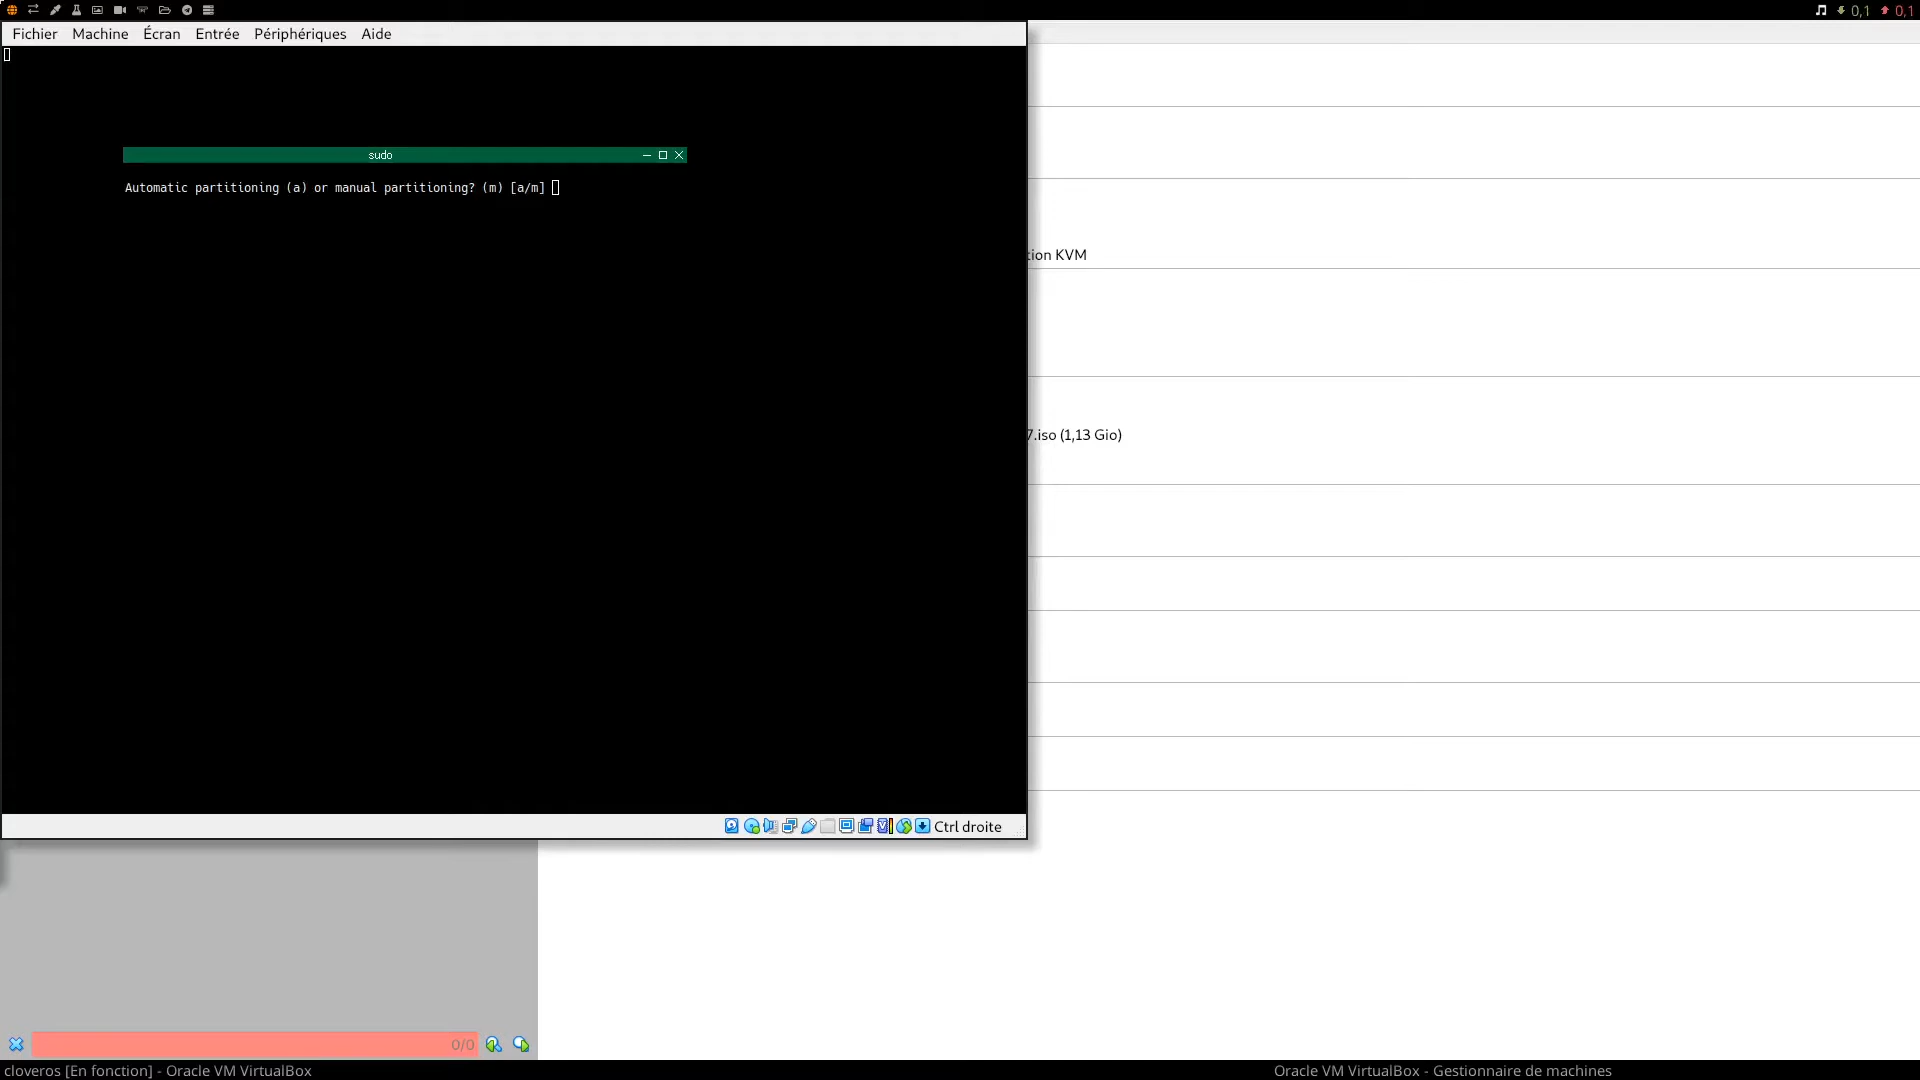 0,1 0,1
Fichier Machine Écran Entrée Périphériques Aide
sudo
Automatic partitioning (a) or manual partitioning? (m) [a/m]
tion KVM
7.iso (1,13 Gio)
Ctrl droite
0/0
cloveros [En fonction] - Oracle VM VirtualBox
Oracle VM VirtualBox - Gestionnaire de machines